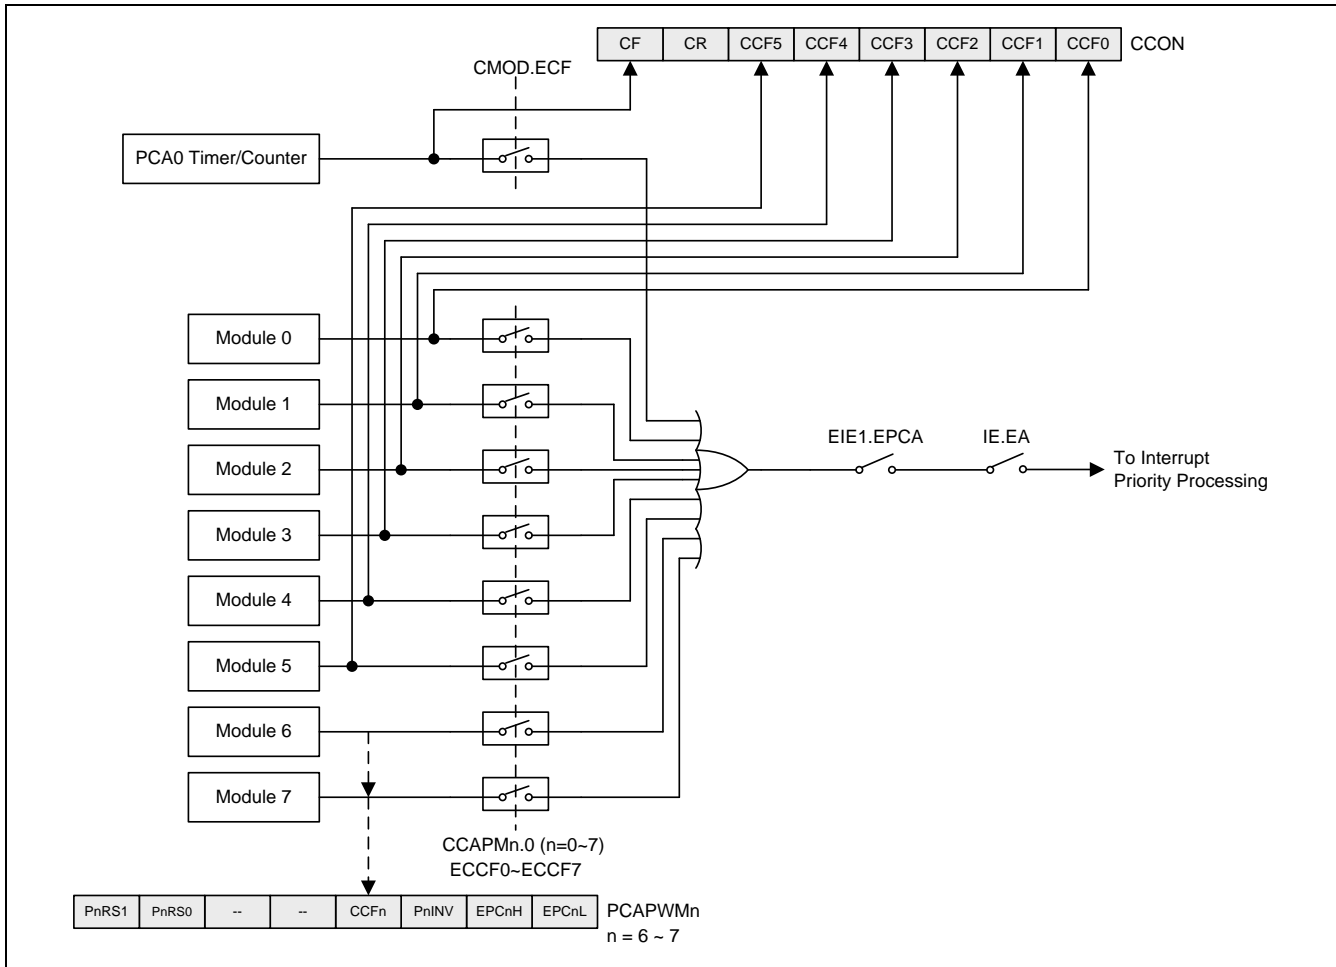 CF CR CCF5 CCF4 CCF3 CCF2 CCF1 CCF0 CCON
CMOD.ECF
PCA0 Timer/Counter
Module 0
Module 1
Module 2
Module 3
Module 4
Module 5
Module 6
Module 7
EIE1.EPCA IE.EA
To Interrupt
Priority Processing
CCAPMn.0 (n=0~7)
ECCF0~ECCF7
PnRS1 PnRS0 -- -- CCFn PnINV EPCnH EPCnL PCAPWMn
n = 6 ~ 7